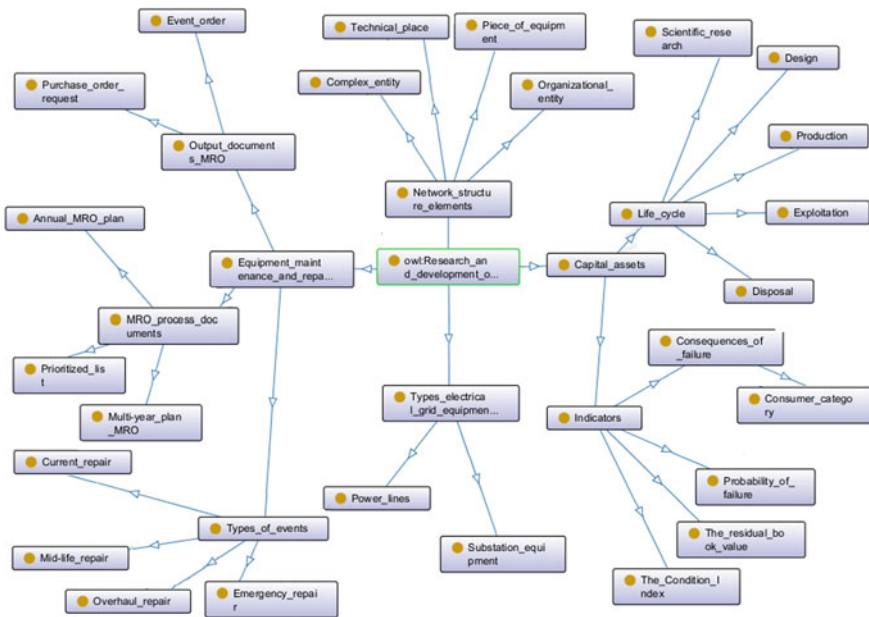 Event_order
Purchase_order_
request
Output_document
s_MRO
Annual_MRO_plan
Equipment_maint
enance_and_repa...
MRO_process_doc
uments
Prioritized_lis
t
Multi-year_plan
_MRO
Current_repair
Types_of_events
Mid-life_repair
Overhaul_repair
Emergency_repai
r
Technical_place
Piece_of_equipm
ent
Complex_entity
Organizational_
entity
Network_structu
re_elements
owl:Research_an
d_development_o...
Types_electrica
l_grid_equipmen...
Power_lines
Substation_equi
pment
Scientific_rese
arch
Design
Production
Life_cycle
Exploitation
Capital_assets
Disposal
Consequences_of
_failure
Consumer_catego
ry
Indicators
Probability_of_
failure
The_residual_bo
ok_value
The_Condition_I
ndex